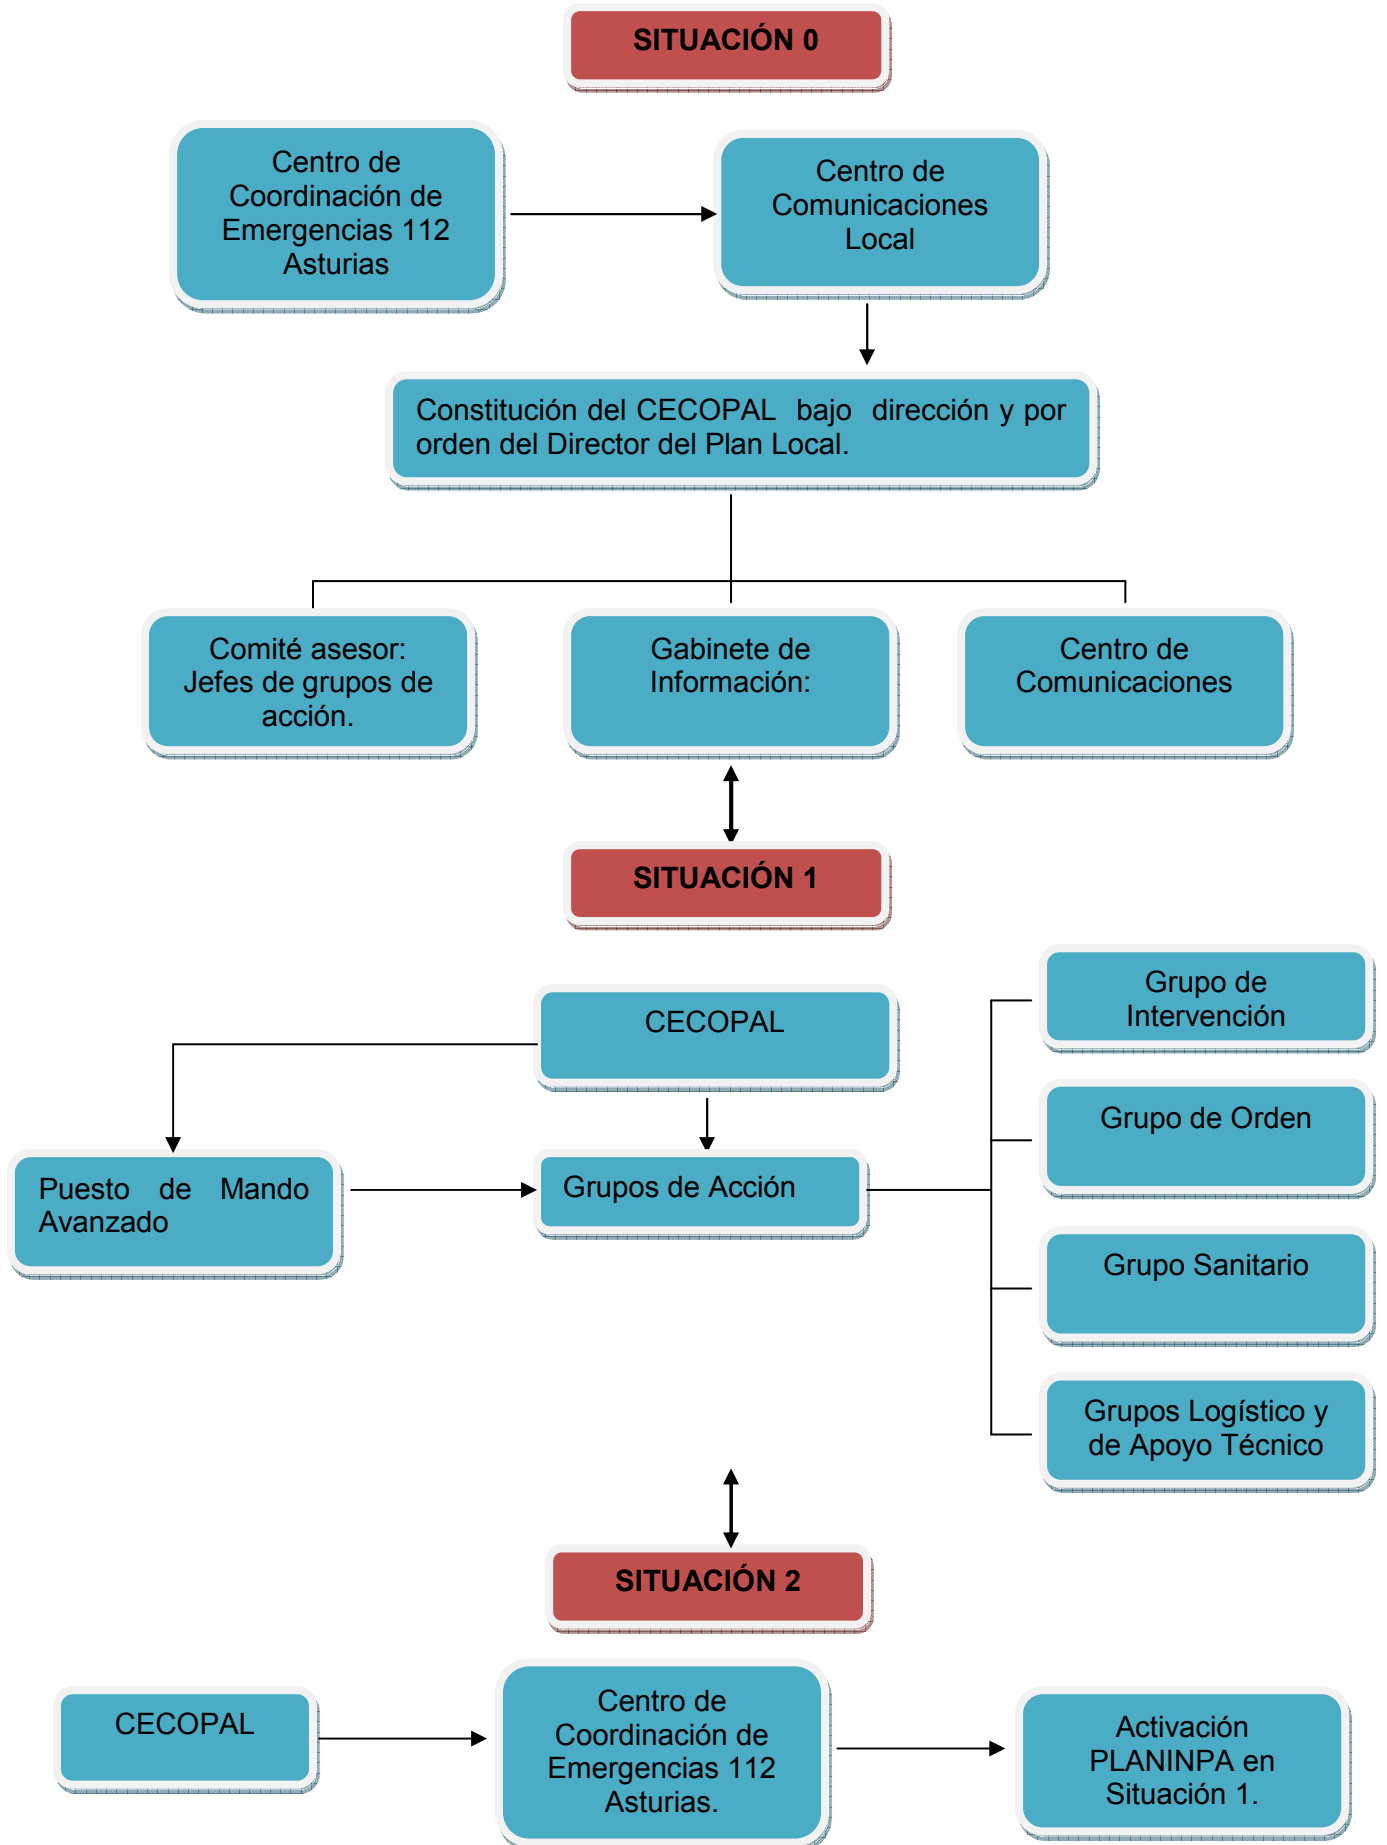 SITUACIÓN 0
Centro de
Coordinación de
Emergencias 112
Asturias
Centro de
Comunicaciones
Local
Constitución del CECOPAL bajo dirección y por
orden del Director del Plan Local.
Comité asesor:
Jefes de grupos de
acción.
Gabinete de
Información:
Centro de
Comunicaciones
SITUACIÓN 1
CECOPAL
Puesto de Mando
Avanzado
Grupos de Acción
Grupo de
Intervención
Grupo de Orden
Grupo Sanitario
Grupos Logístico y
de Apoyo Técnico
SITUACIÓN 2
CECOPAL
Centro de
Coordinación de
Emergencias 112
Asturias.
Activación
PLANINPA en
Situación 1.